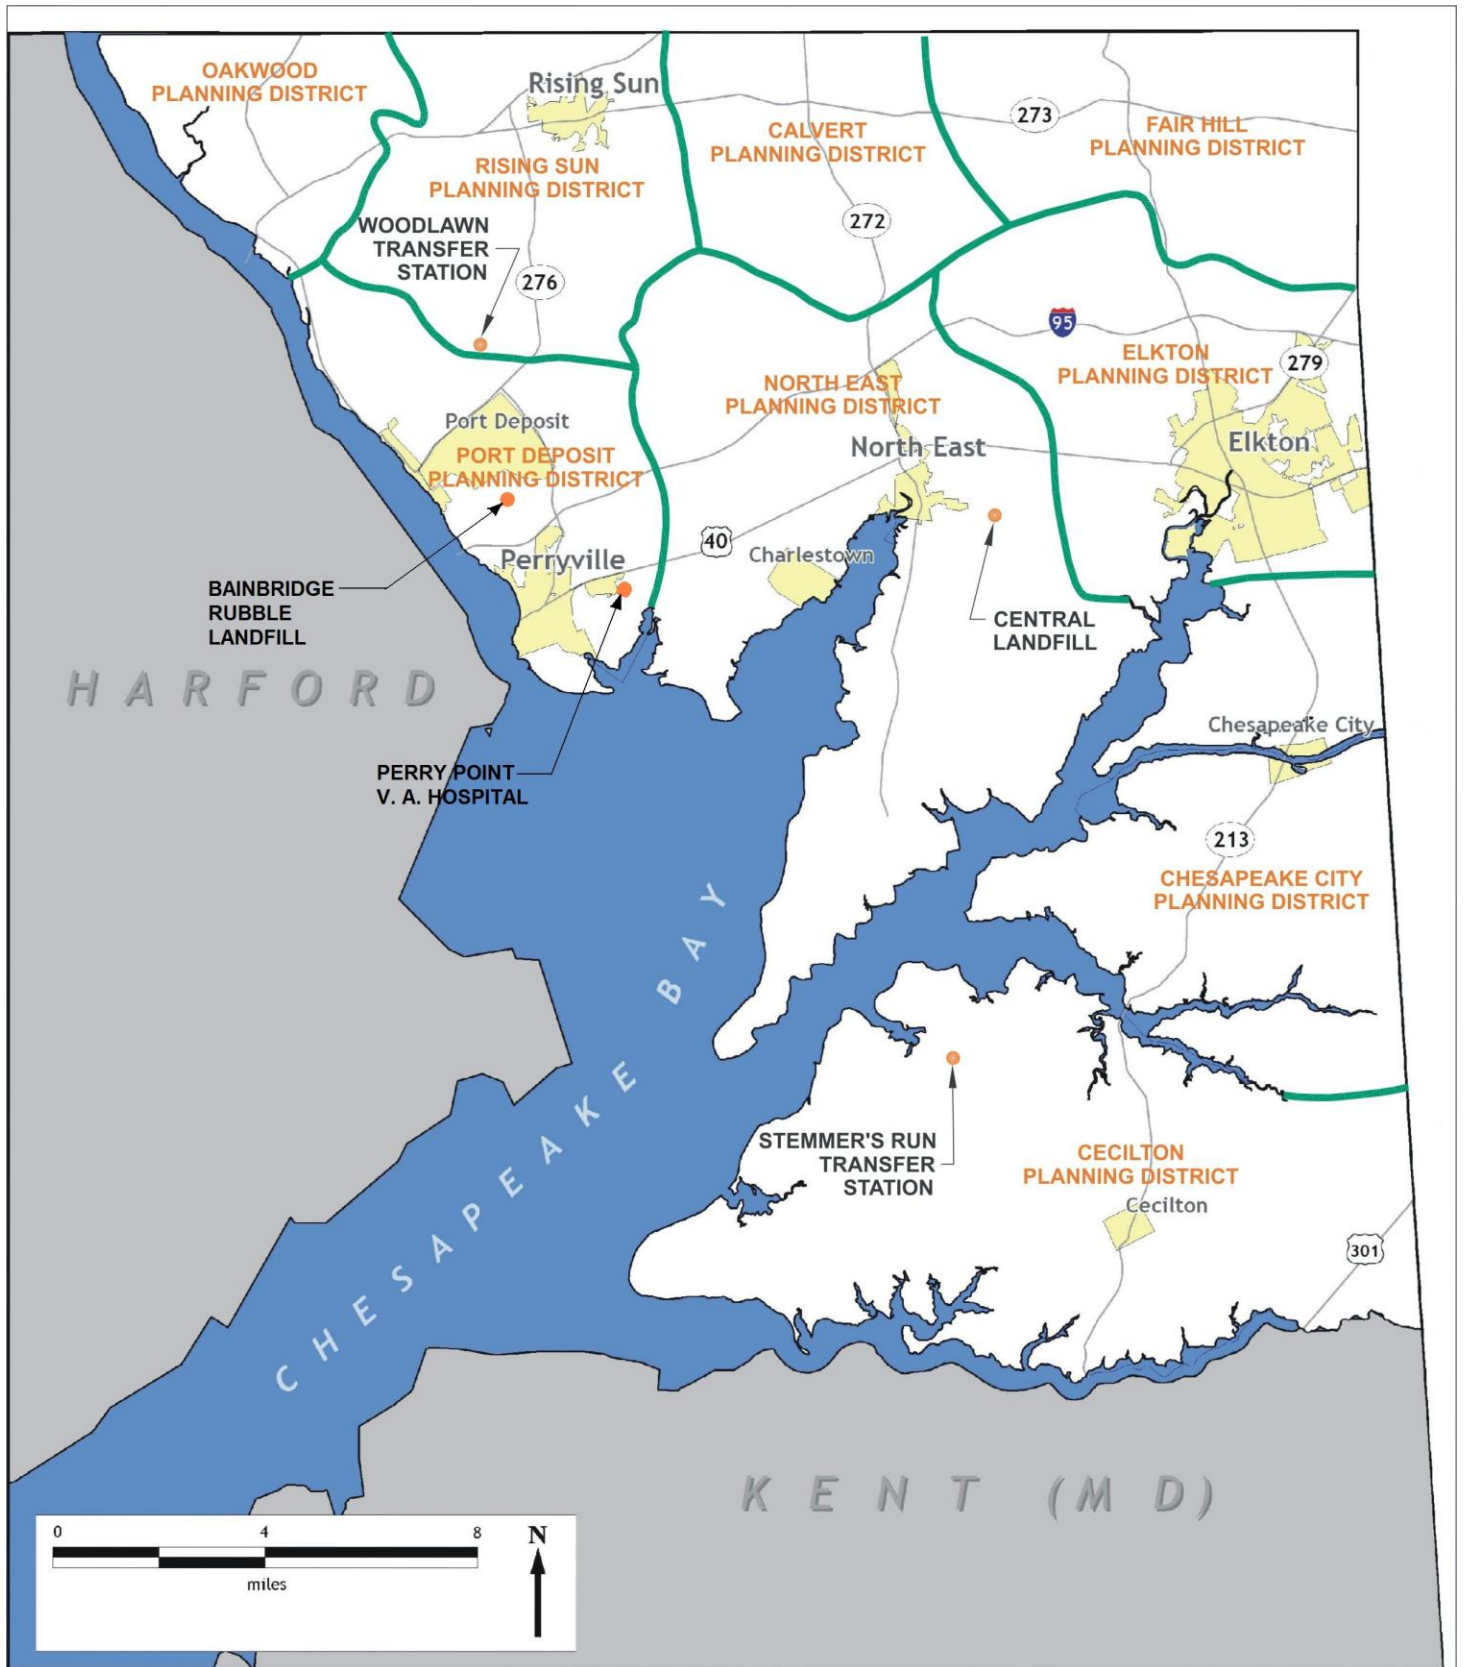 OAKWOOD
PLANNING DISTRICT
Rising Sun
273
CALVERT
PLANNING DISTRICT
FAIR HILL
PLANNING DISTRICT
RISING SUN
PLANNING DISTRICT
WOODLAWN
TRANSFER
STATION
272
276
95
ELKTON
PLANNING DISTRICT
279
NORTH EAST
PLANNING DISTRICT
Port Deposit
PORT DEPOSIT
PLANNING DISTRICT
North East
Elkton
40
Charlestown
Perryville
BAINBRIDGE
RUBBLE
LANDFILL
CENTRAL
LANDFILL
HARFORD
Chesapeake City
PERRY POINT
V. A. HOSPITAL
213
CHESAPEAKE CITY
PLANNING DISTRICT
CHESAPEAKE BAY
STEMMER'S RUN
TRANSFER
STATION
CECILTON
PLANNING DISTRICT
Cecilton
301
KENT (MD)
0 4 8
miles
N